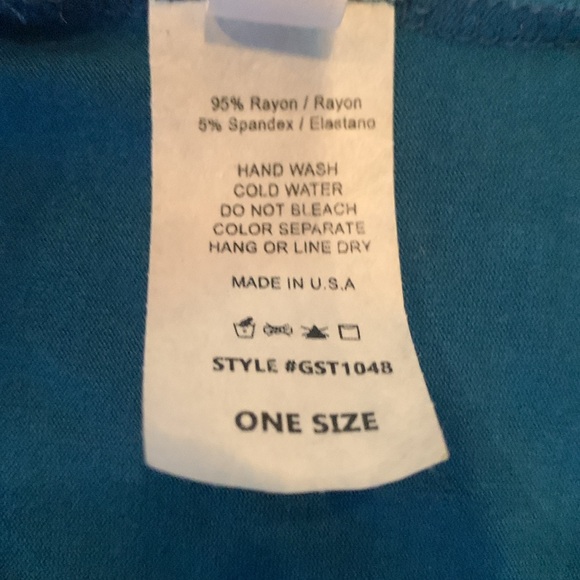 95% Rayon / Rayon
5% Spandex / Elastano
HAND WASH
COLD WATER
DO NOT BLEACH
COLOR SEPARATE
HANG OR LINE DRY
MADE IN U.S.A
STYLE #GST1048
ONE SIZE